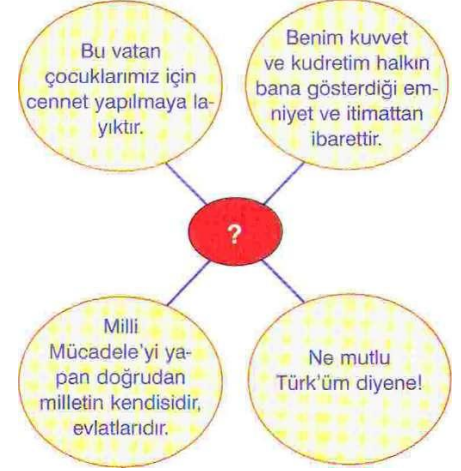 Bu vatan
çocuklarımız için
cennet yapılmaya la-
yıktır.
Benim kuvvet
ve kudretim halkın
bana gösterdiği em-
niyet ve itimattan
ibarettir.
?
Milli
Mücadele'yi ya-
pan doğrudan
milletin kendisidir,
evlatlarıdır.
Ne mutlu
Türk'üm diyene!